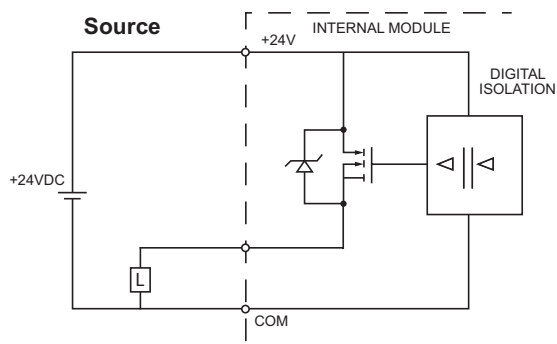 Source
INTERNAL MODULE
+24V
DIGITAL
ISOLATION
+24VDC
L
COM